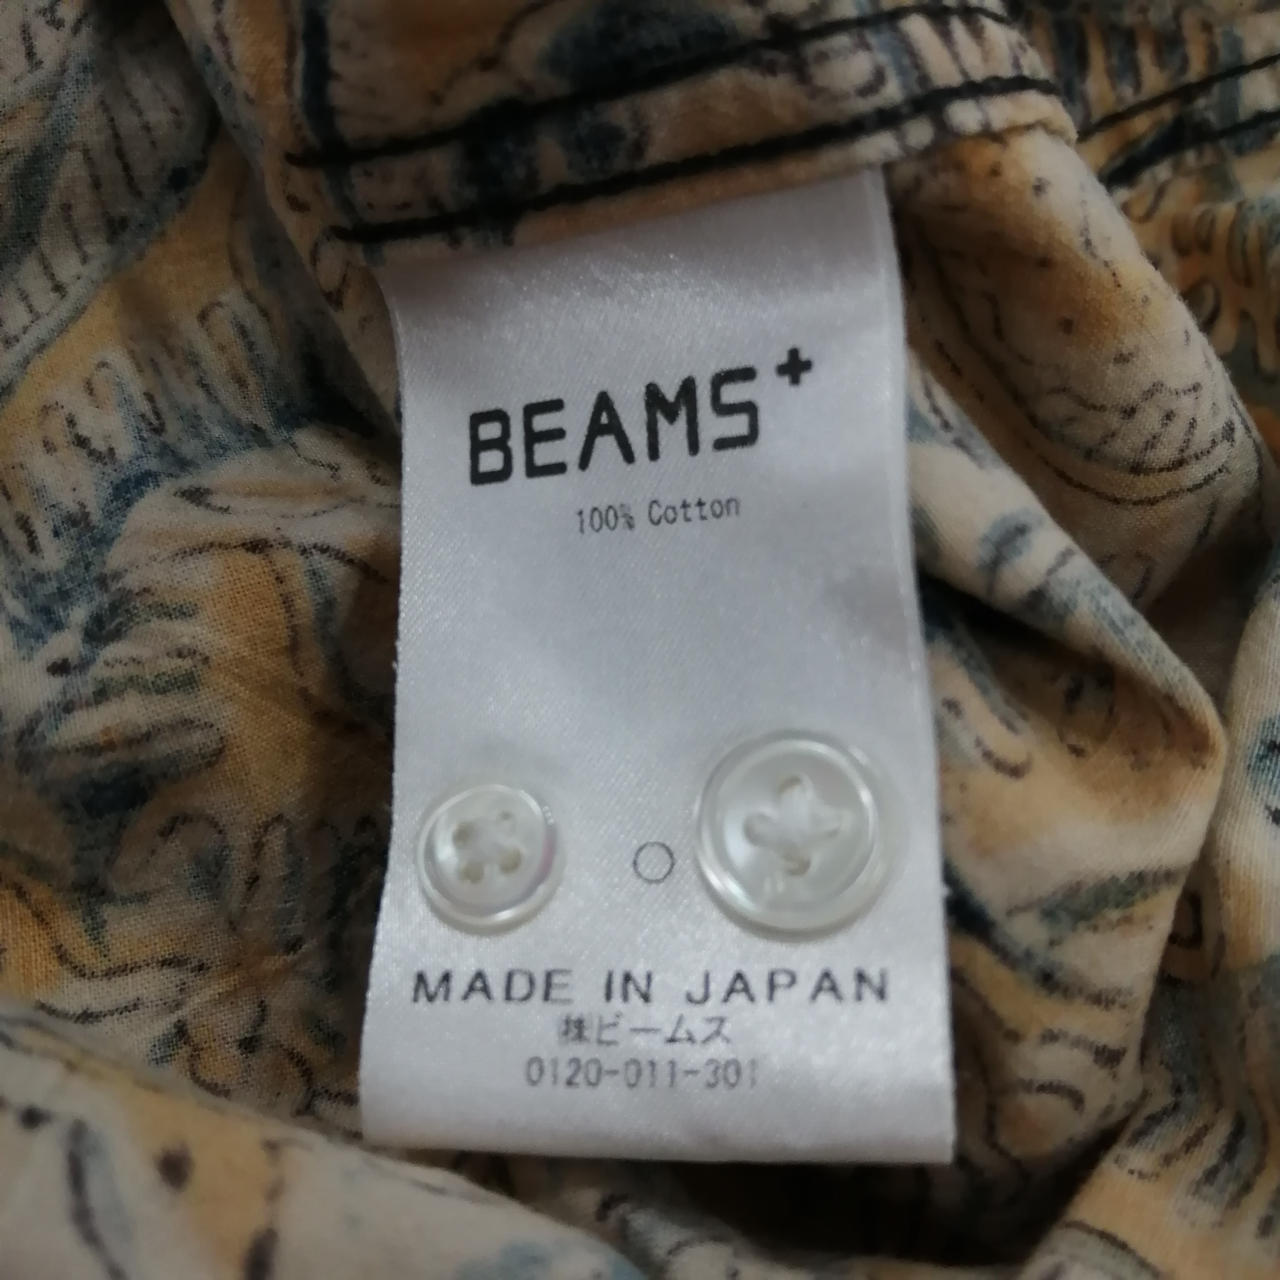 BEAMS+
100% Cotton
MADE IN JAPAN
㈱ビームス
0120-011-301